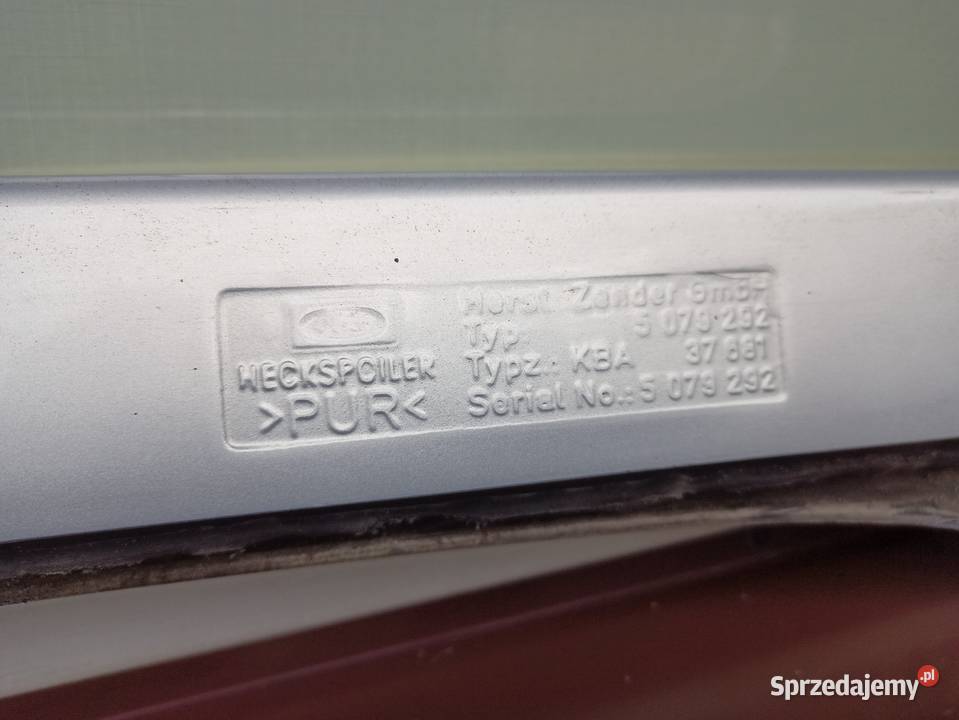 Horst Zander GmbH
Typ 5 079 292
Typz.: KBA 37 881
Serial No.: 5 079 292
HECKSPOILER
>PUR<
Sprzedajemy.pl